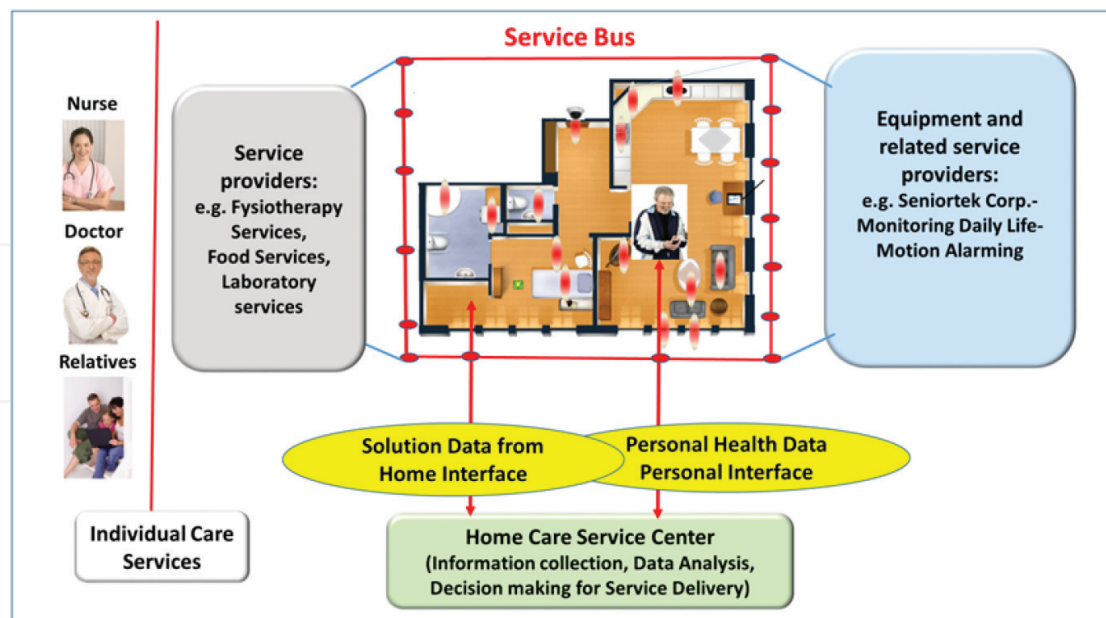 Service Bus
Nurse
Doctor
Relatives
Individual Care
Services
Service
providers:
e.g. Fysiotherapy
Services,
Food Services,
Laboratory
services
Equipment and
related service
providers:
e.g. Seniortek Corp.-
Monitoring Daily Life-
Motion Alarming
Solution Data from
Home Interface
Personal Health Data
Personal Interface
Home Care Service Center
(Information collection, Data Analysis,
Decision making for Service Delivery)